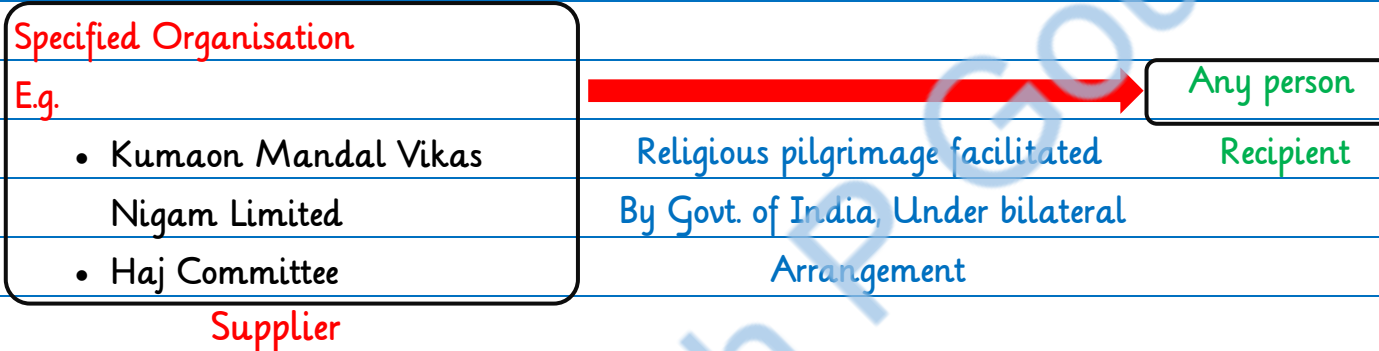 Specified Organisation
E.g.
Any person
• Kumaon Mandal Vikas
Nigam Limited
Religious pilgrimage facilitated
Recipient
By Govt. of India, Under bilateral
• Haj Committee
Arrangement
Supplier
h P Gou